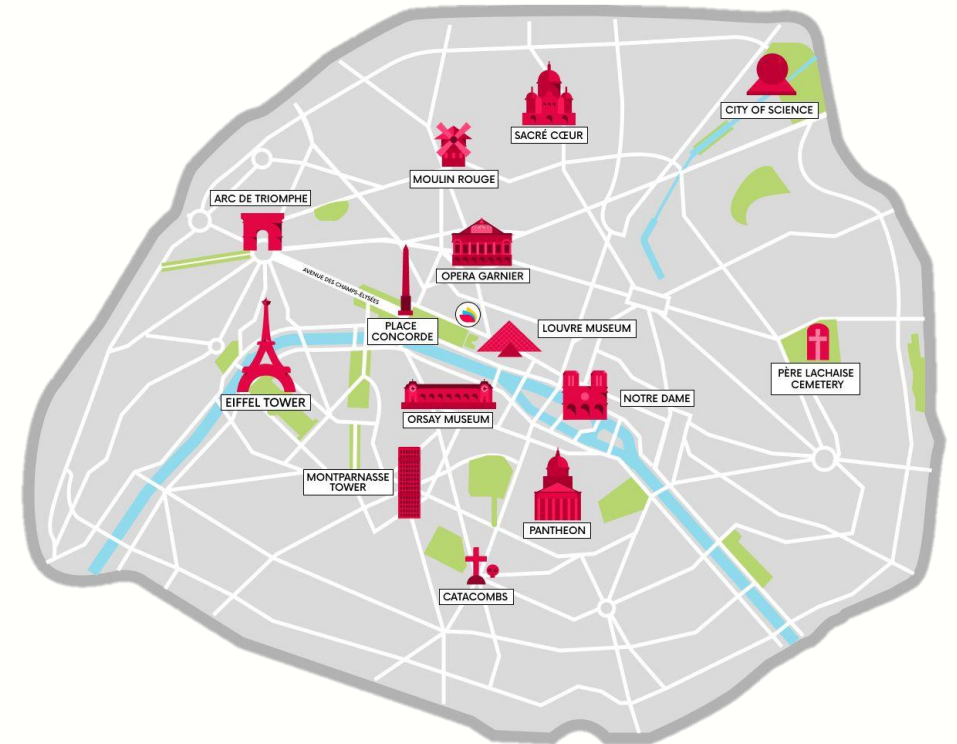 CITY OF SCIENCE
SACRÉ CŒUR
MOULIN ROUGE
ARC DE TRIOMPHE
OPERA GARNIER
AVENUE DES CHAMPS-ÉLYSÉES
PLACE
CONCORDE
LOUVRE MUSEUM
PÈRE LACHAISE
CEMETERY
EIFFEL TOWER
NOTRE DAME
ORSAY MUSEUM
MONTPARNASSE
TOWER
PANTHEON
CATACOMBS